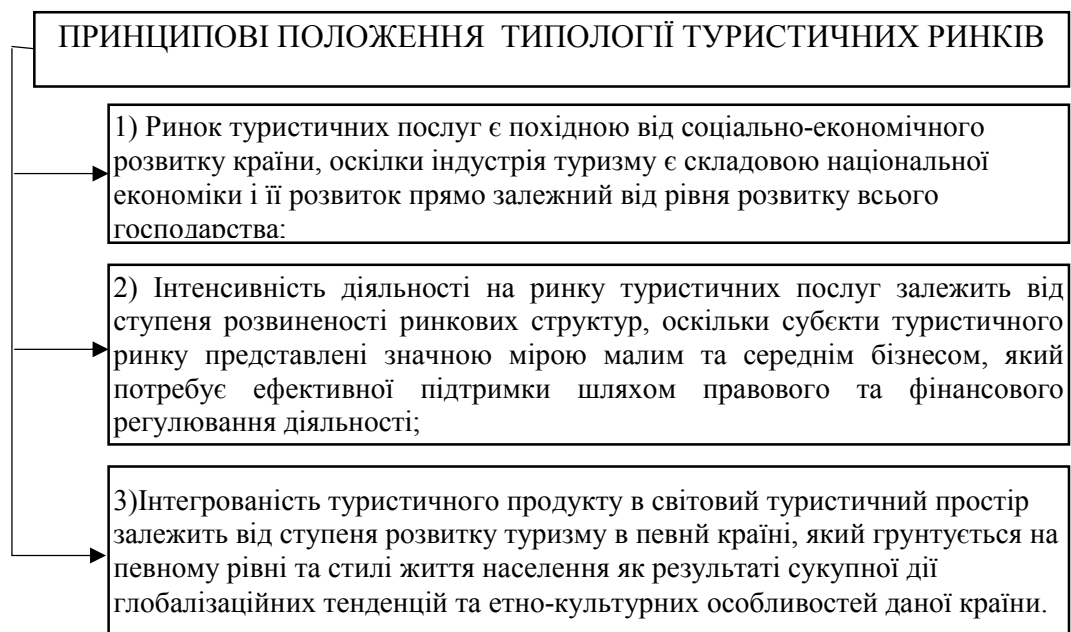 ПРИНЦИПОВІ ПОЛОЖЕННЯ ТИПОЛОГІЇ ТУРИСТИЧНИХ РИНКІВ
1) Ринок туристичних послуг є похідною від соціально-економічного
розвитку країни, оскілки індустрія туризму є складовою національної
економіки і її розвиток прямо залежний від рівня розвитку всього
господарства;
2) Інтенсивність діяльності на ринку туристичних послуг залежить від
ступеня розвиненості ринкових структур, оскільки субєкти туристичного
ринку представлені значною мірою малим та середнім бізнесом, який
потребує ефективної підтримки шляхом правового та фінансового
регулювання діяльності;
3)Інтегрованість туристичного продукту в світовий туристичний простір
залежить від ступеня розвитку туризму в певнй країні, який грунтується на
певному рівні та стилі життя населення як результаті сукупної дії
глобалізаційних тенденцій та етно-культурних особливостей даної країни.